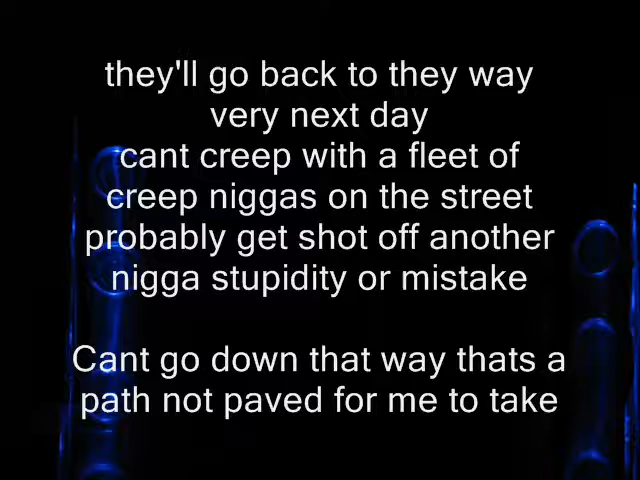 they'll go back to they way
very next day
cant creep with a fleet of
creep niggas on the street
probably get shot off another
nigga stupidity or mistake
Cant go down that way thats a
path not paved for me to take